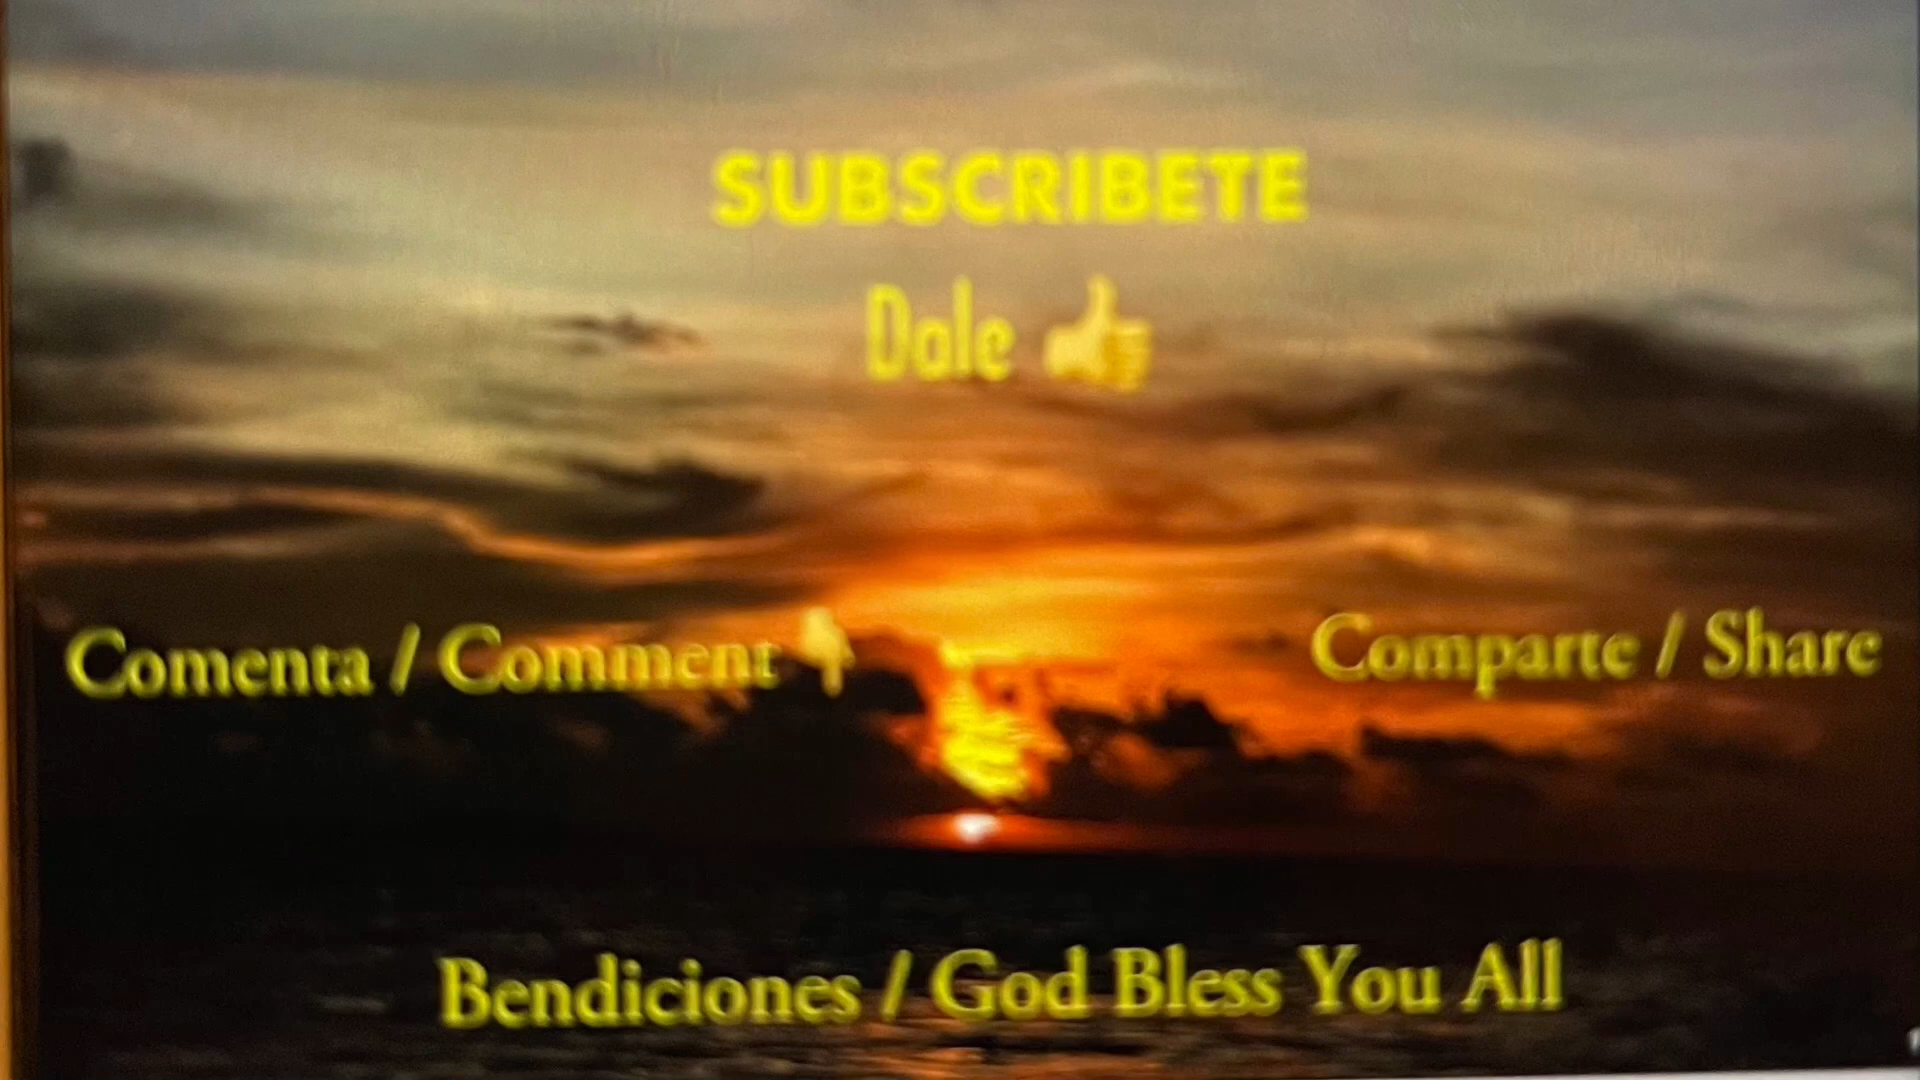 SUBSCRIBETE
Dale 👍
Comenta / Comment 👇
Comparte / Share
Bendiciones / God Bless You All